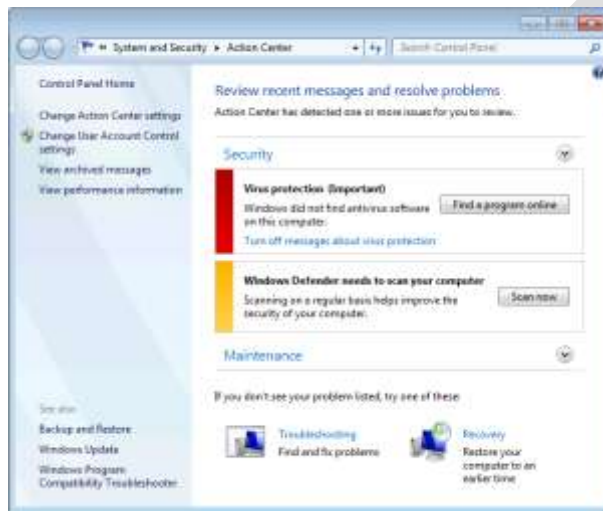 System and Security ▸ Action Center
Search Control Panel
Control Panel Home
Change Action Center settings
Change User Account Control
settings
View archived messages
View performance information
See also
Backup and Restore
Windows Update
Windows Program
Compatibility Troubleshooter
Review recent messages and resolve problems
Action Center has detected one or more issues for you to review.
Security
Virus protection (Important)
Windows did not find antivirus software
on this computer.
Find a program online
Turn off messages about virus protection
Windows Defender needs to scan your computer
Scanning on a regular basis helps improve the
security of your computer.
Scan now
Maintenance
If you don't see your problem listed, try one of these:
Troubleshooting
Find and fix problems
Recovery
Restore your
computer to an
earlier time